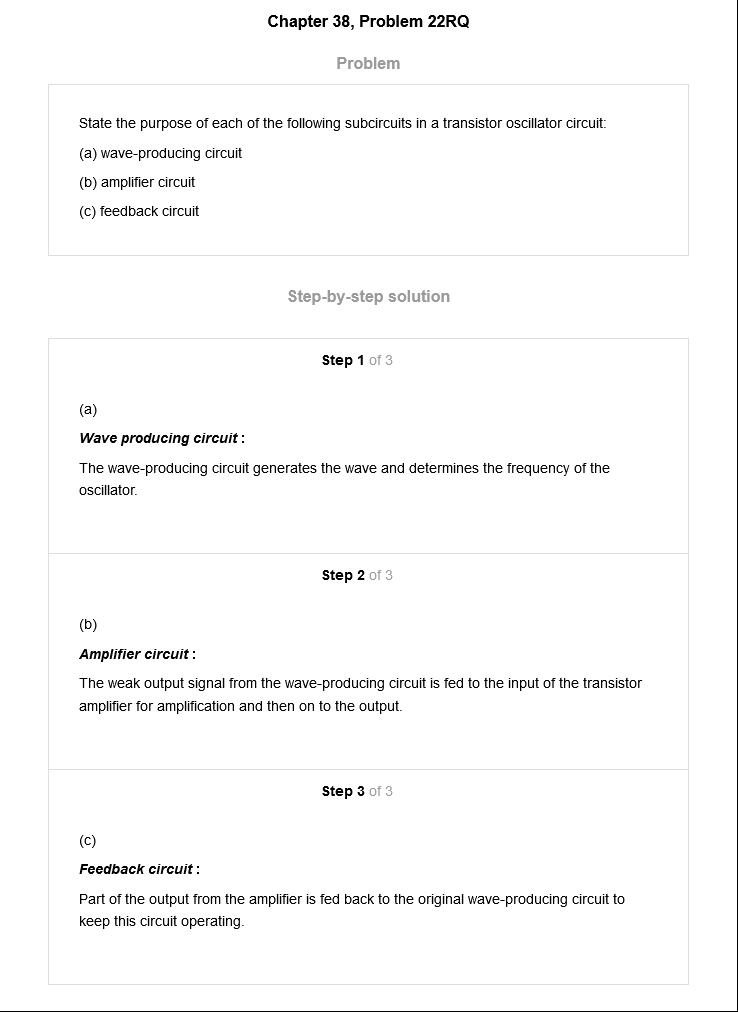 Chapter 38, Problem 22RQ
Problem
State the purpose of each of the following subcircuits in a transistor oscillator circuit:
(a) wave-producing circuit
(b) amplifier circuit
(c) feedback circuit
Step-by-step solution
Step 1 of 3
(a)
Wave producing circuit :
The wave-producing circuit generates the wave and determines the frequency of the
oscillator.
Step 2 of 3
(b)
Amplifier circuit :
The weak output signal from the wave-producing circuit is fed to the input of the transistor
amplifier for amplification and then on to the output.
Step 3 of 3
(c)
Feedback circuit :
Part of the output from the amplifier is fed back to the original wave-producing circuit to
keep this circuit operating.